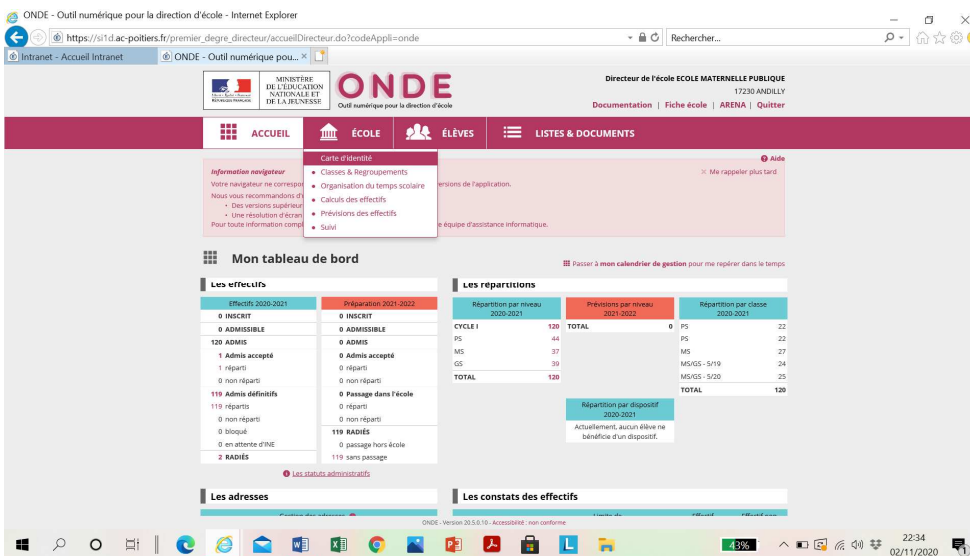 ONDE - Outil numérique pour la direction d'école - Internet Explorer
https://si1d.ac-poitiers.fr/premier_degre_directeur/accueilDirecteur.do?codeAppli=onde
Rechercher...
Intranet - Accueil Intranet
ONDE - Outil numérique pou...
MINISTÈRE
DE L'ÉDUCATION
NATIONALE ET
DE LA JEUNESSE
ONDE
Outil numérique pour la direction d'école
Directeur de l'école ECOLE MATERNELLE PUBLIQUE
17230 ANDILLY
Documentation | Fiche école | ARENA | Quitter
ACCUEIL
ÉCOLE
ÉLÈVES
LISTES & DOCUMENTS
Carte d'identité
Classes & Regroupements
Organisation du temps scolaire
Calculs des effectifs
Prévisions des effectifs
Suivi
Aide
Information navigateur
Me rappeler plus tard
Votre navigateur ne correspon
ersions de l'application.
Nous vous recommandons d'u
Des versions supérieur
Une résolution d'écran
Pour toute information compl
e équipe d'assistance informatique.
Mon tableau de bord
Passer à mon calendrier de gestion pour me repérer dans le temps
Les effectifs
Effectifs 2020-2021
0 INSCRIT
0 ADMISSIBLE
120 ADMIS
1 Admis accepté
1 réparti
0 non réparti
119 Admis définitifs
119 répartis
0 non réparti
0 bloqué
0 en attente d'INE
2 RADIÉS
Préparation 2021-2022
0 INSCRIT
0 ADMISSIBLE
0 ADMIS
0 Admis accepté
0 réparti
0 non réparti
0 Passage dans l'école
0 réparti
0 non réparti
119 RADIÉS
0 passage hors école
119 sans passage
Les statuts administratifs
Les répartitions
Répartition par niveau
2020-2021
CYCLE I 120
PS 44
MS 37
GS 39
TOTAL 120
Prévisions par niveau
2021-2022
TOTAL 0
Répartition par dispositif
2020-2021
Actuellement, aucun élève ne
bénéficie d'un dispositif.
Répartition par classe
2020-2021
PS 22
PS 22
MS 27
MS/GS - 5/19 24
MS/GS - 5/20 25
TOTAL 120
Les adresses
Les constats des effectifs
ONDE - Version 20.5.0.10 - Accessibilité : non conforme
43%
22:34
02/11/2020